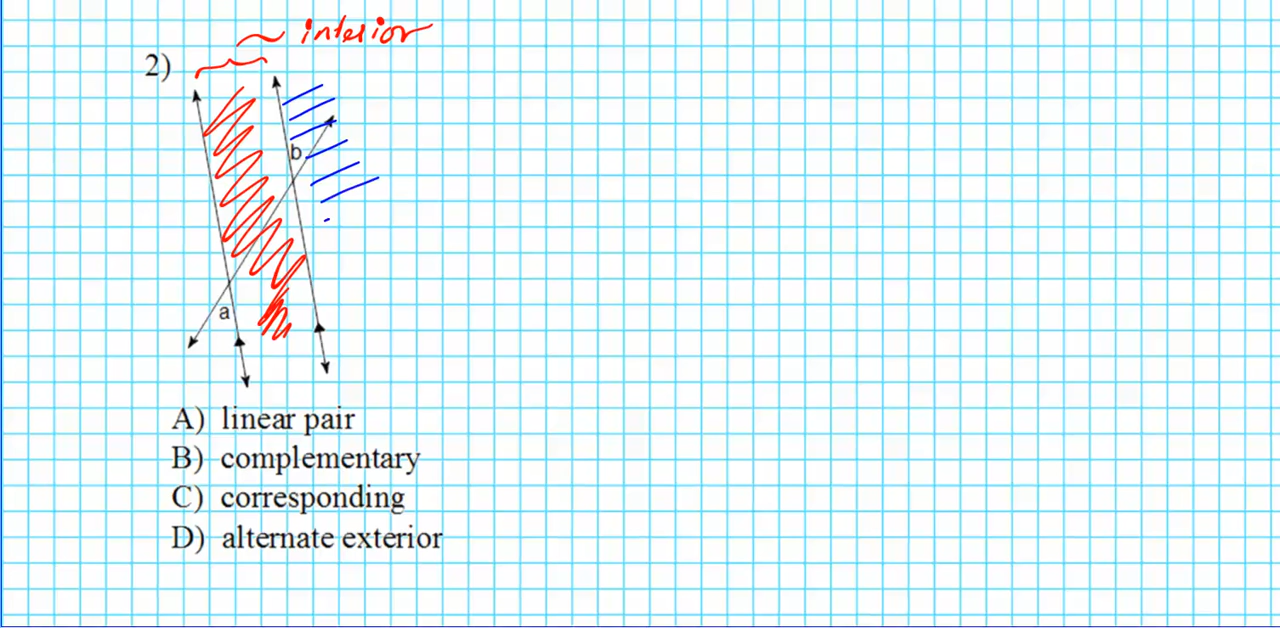 ~ interior
2)
b
a
A) linear pair
B) complementary
C) corresponding
D) alternate exterior